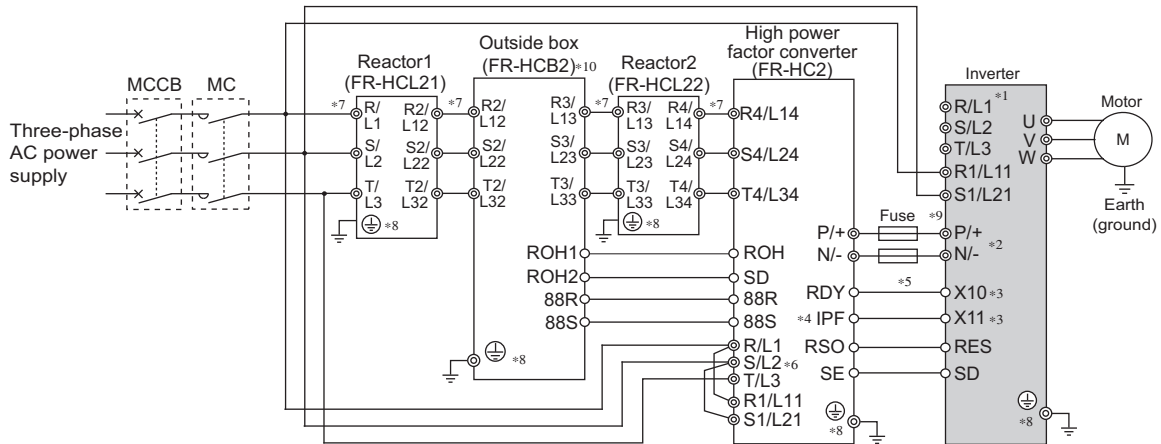 Three-phase
AC power
supply
MCCB
MC
Reactor1
(FR-HCL21)
*7
R/
L1
R2/
L12
S/
L2
S2/
L22
T/
L3
T2/
L32
*8
*7
Outside box
(FR-HCB2)*10
R2/
L12
R3/
L13
S2/
L22
S3/
L23
T2/
L32
T3/
L33
ROH1
ROH2
88R
88S
*8
*7
Reactor2
(FR-HCL22)
R3/
L13
R4/
L14
S3/
L23
S4/
L24
T3/
L33
T4/
L34
*8
*7
High power
factor converter
(FR-HC2)
R4/L14
S4/L24
T4/L34
P/+
N/-
ROH
SD
RDY
88R
*4 IPF
88S
R/L1
RSO
S/L2*6
SE
T/L3
R1/L11
S1/L21
*8
Fuse
*9
*5
Inverter
R/L1 *1
S/L2
T/L3
R1/L11
S1/L21
U
V
W
P/+
N/- *2
X10*3
X11 *3
RES
SD
*8
Motor
M
Earth
(ground)